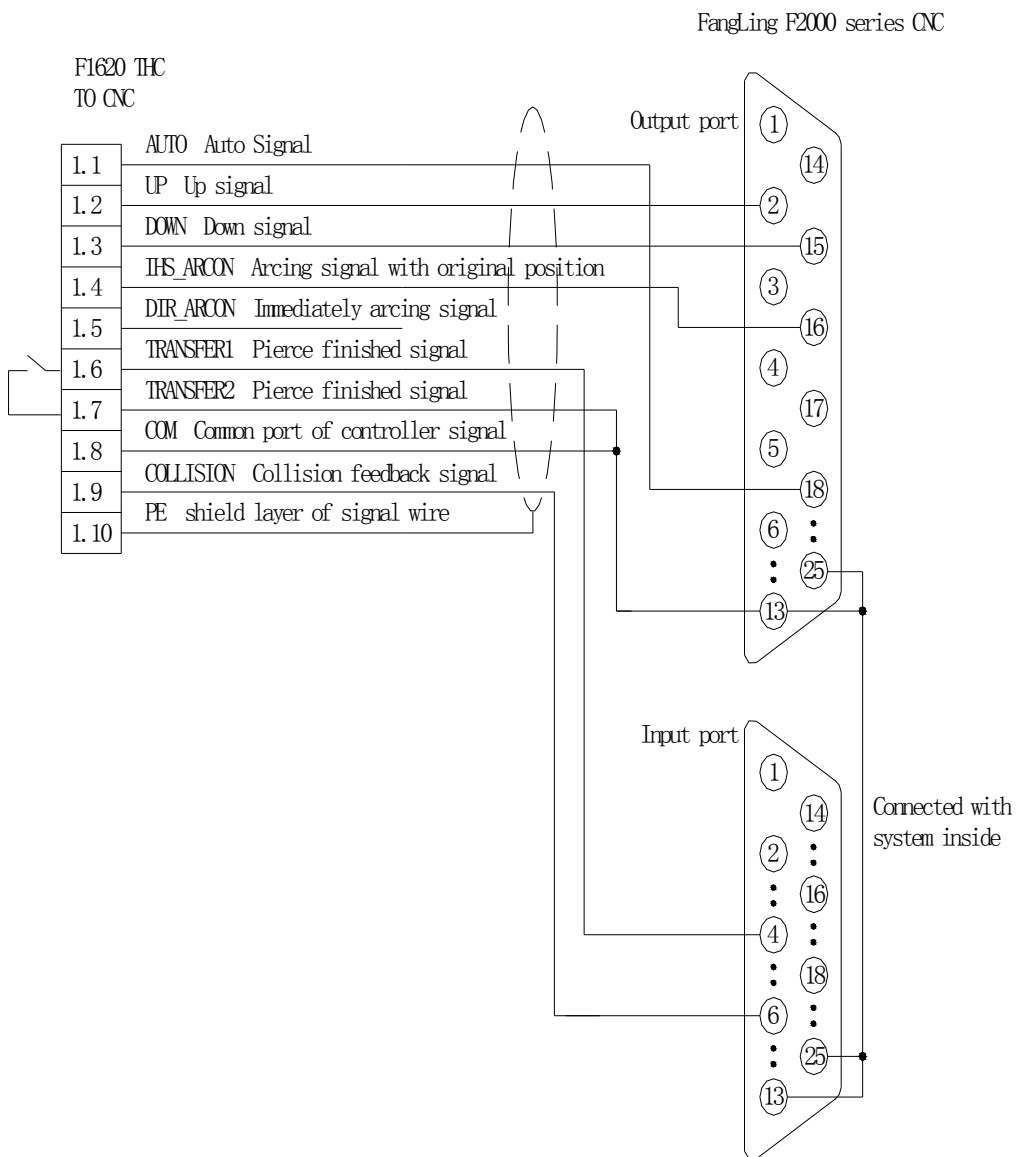 FangLing F2000 series CNC
F1620 THC
TO CNC
Output port
1.1 AUTO Auto Signal
1.2 UP Up signal
1.3 DOWN Down signal
1.4 IHS_ARCON Arcing signal with original position
1.5 DIR_ARCON Immediately arcing signal
1.6 TRANSFER1 Pierce finished signal
1.7 TRANSFER2 Pierce finished signal
1.8 COM Common port of controller signal
1.9 COLLISION Collision feedback signal
1.10 PE shield layer of signal wire
1
14
2
15
3
16
4
17
5
18
6
25
13
Input port
1
14
2
16
4
18
6
25
13
Connected with
system inside